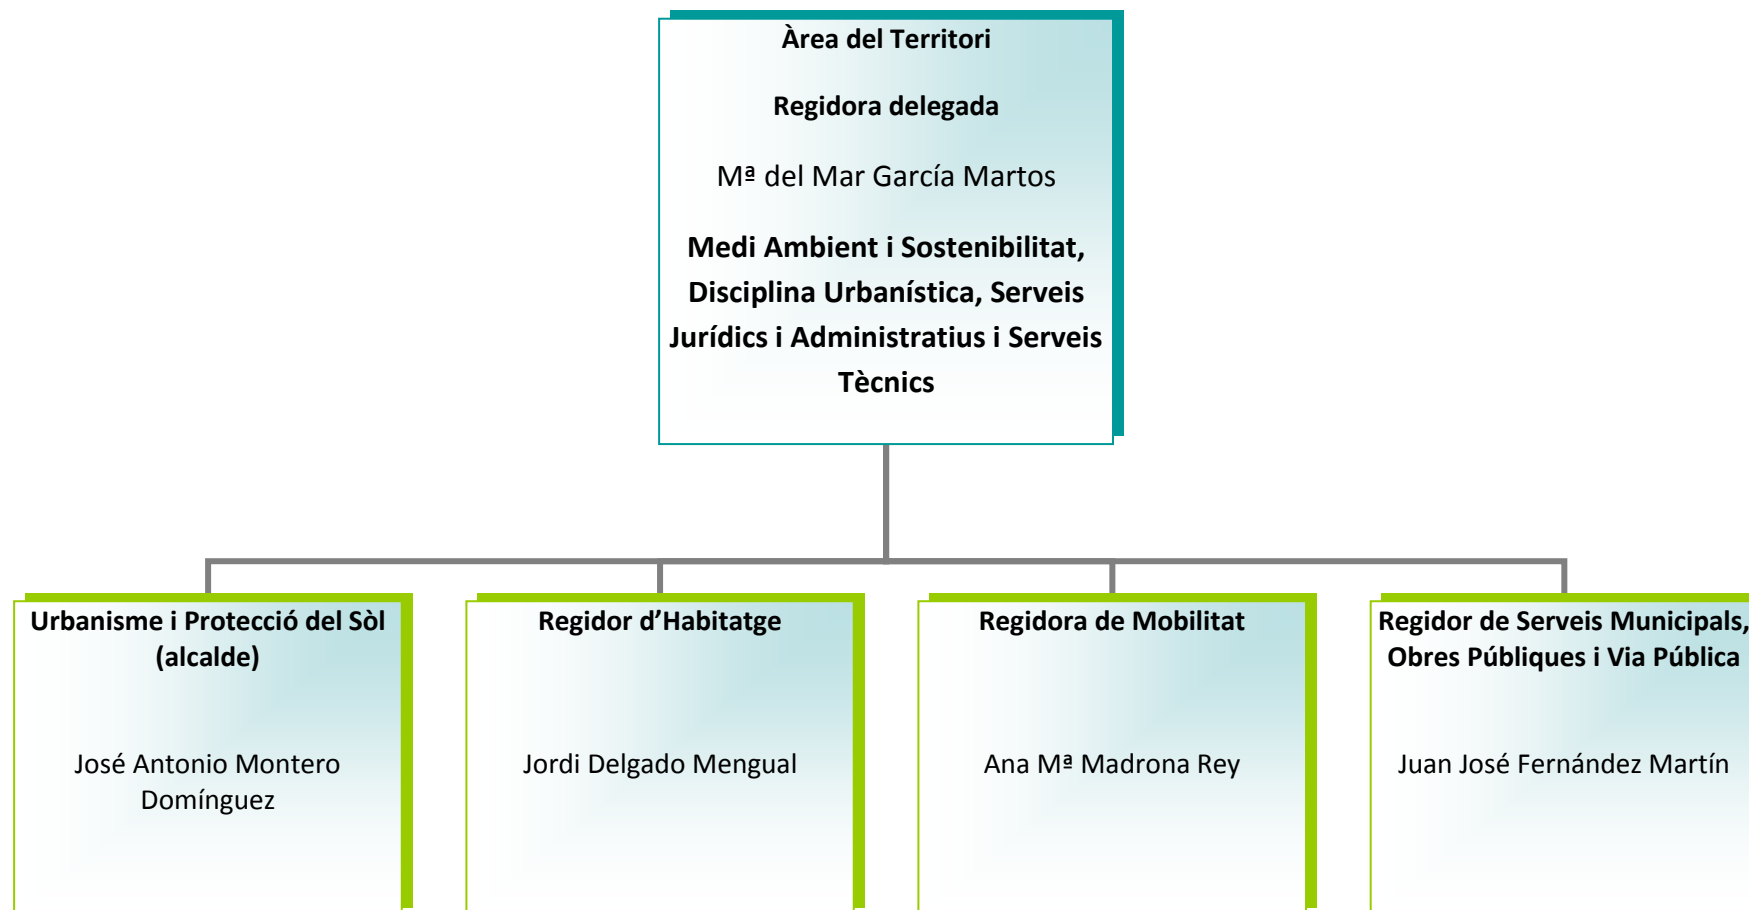 Àrea del Territori
Regidora delegada
Mª del Mar García Martos
Medi Ambient i Sostenibilitat,
Disciplina Urbanística, Serveis
Jurídics i Administratius i Serveis
Tècnics
Urbanisme i Protecció del Sòl
(alcalde)
José Antonio Montero
Domínguez
Regidor d’Habitatge
Jordi Delgado Mengual
Regidora de Mobilitat
Ana Mª Madrona Rey
Regidor de Serveis Municipals,
Obres Públiques i Via Pública
Juan José Fernández Martín